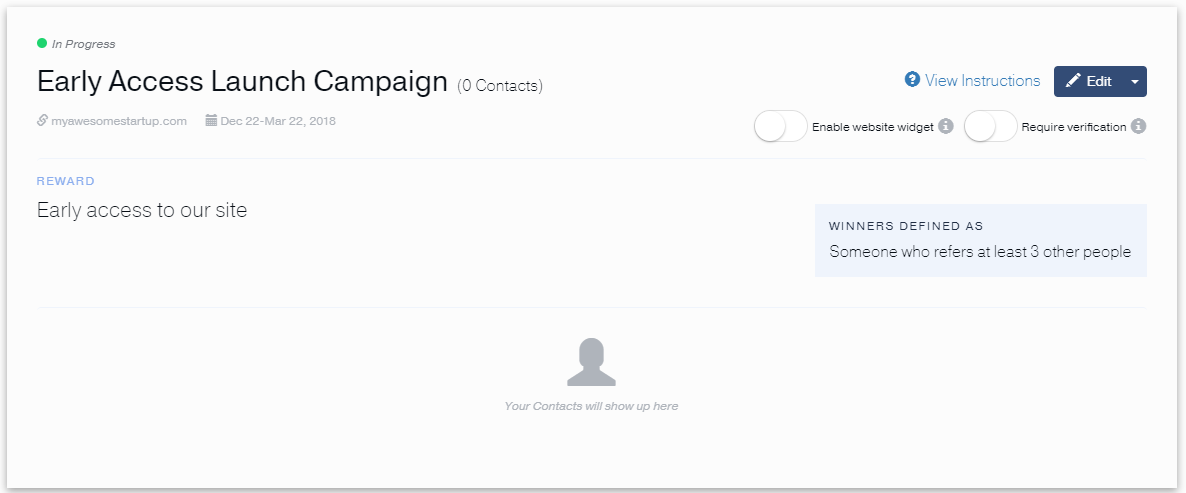 In Progress
Early Access Launch Campaign (0 Contacts)
View Instructions
Edit
myawesomestartup.com Dec 22-Mar 22, 2018
Enable website widget
Require verification
REWARD
Early access to our site
WINNERS DEFINED AS
Someone who refers at least 3 other people
Your Contacts will show up here